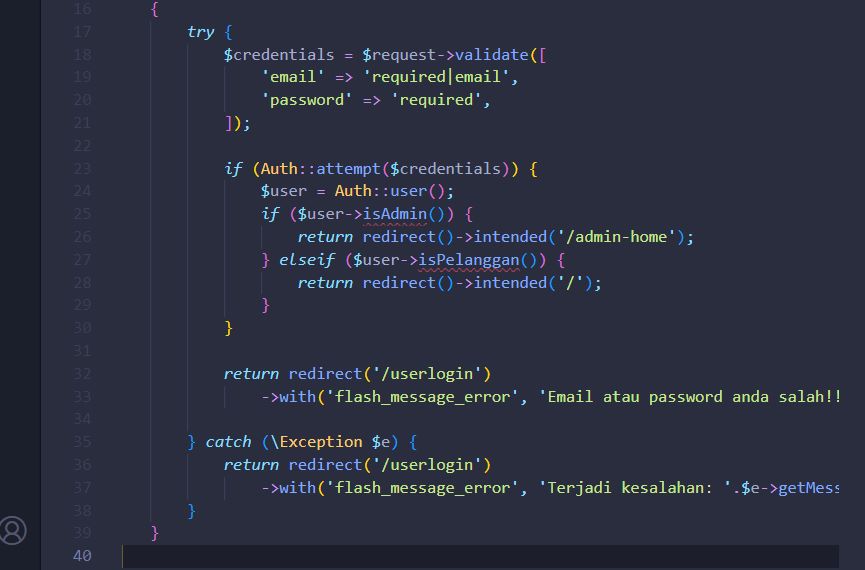 16 {
17 try {
18 $credentials = $request->validate([
19 'email' => 'required|email',
20 'password' => 'required',
21 ]);
22
23 if (Auth::attempt($credentials)) {
24 $user = Auth::user();
25 if ($user->isAdmin()) {
26 return redirect()->intended('/admin-home');
27 } elseif ($user->isPelanggan()) {
28 return redirect()->intended('/');
29 }
30 }
31
32 return redirect('/userlogin')
33 ->with('flash_message_error', 'Email atau password anda salah!!
34
35 } catch (\Exception $e) {
36 return redirect('/userlogin')
37 ->with('flash_message_error', 'Terjadi kesalahan: '.$e->getMess
38 }
39 }
40